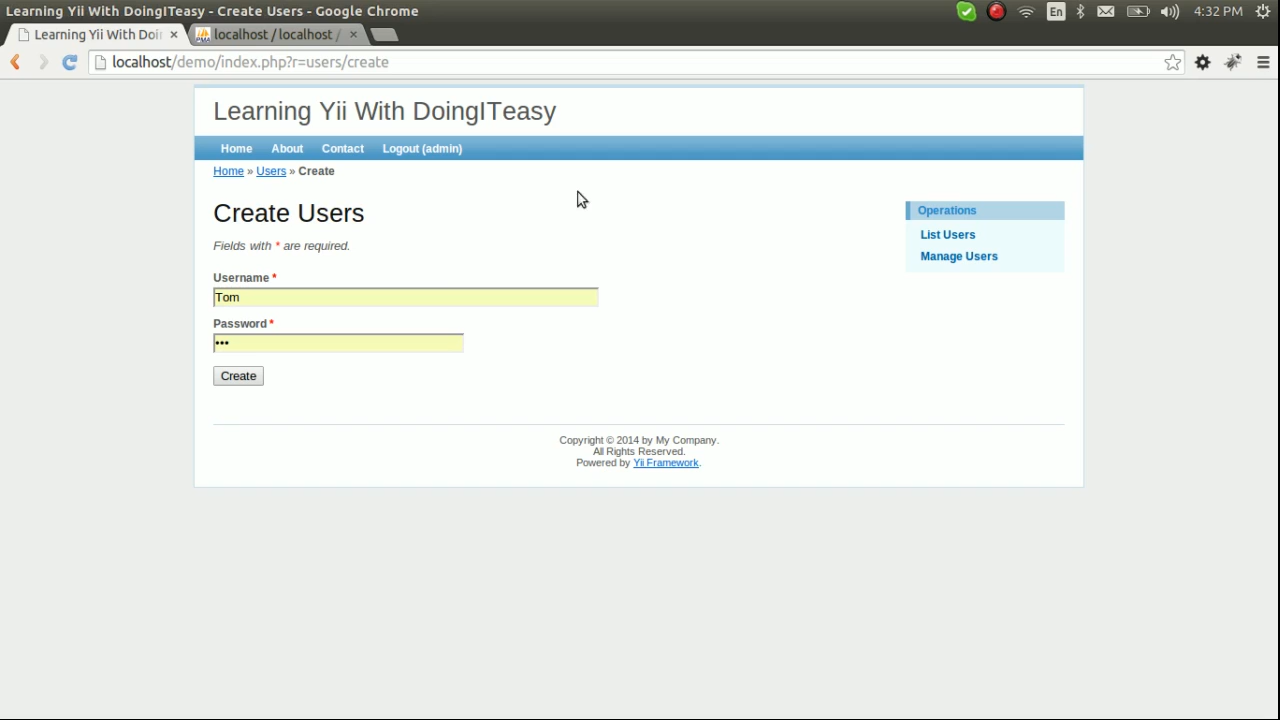 Learning Yii With DoingITeasy - Create Users - Google Chrome
En
4:32 PM
Learning Yii With Doi
PMA
localhost / localhost /
localhost/demo/index.php?r=users/create
Learning Yii With DoingITeasy
Home About Contact Logout (admin)
Home » Users » Create
Create Users
Fields with * are required.
Username *
Tom
Password *
•••
Create
Operations
List Users
Manage Users
Copyright © 2014 by My Company.
All Rights Reserved.
Powered by Yii Framework.